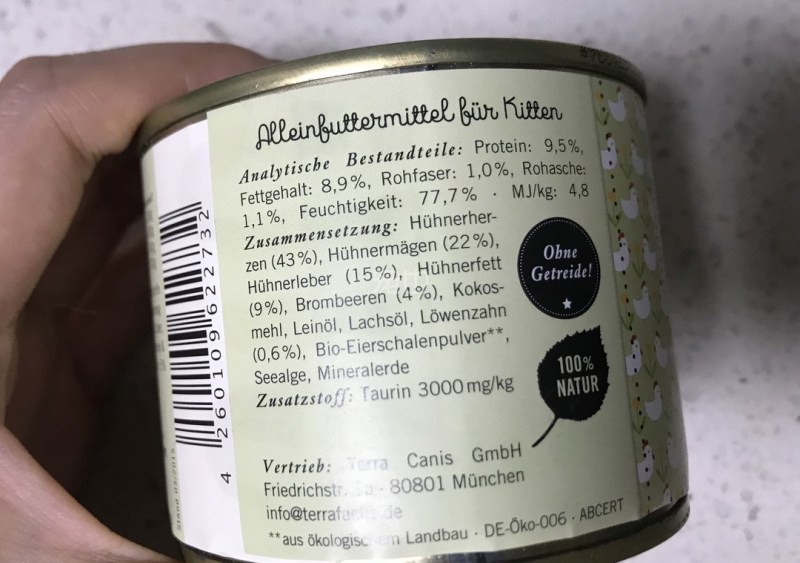 Alleinfuttermittel für Kitten
Analytische Bestandteile: Protein: 9,5%,
Fettgehalt: 8,9%, Rohfaser: 1,0%, Rohasche:
1,1%, Feuchtigkeit: 77,7% · MJ/kg: 4,8
Zusammensetzung: Hühnerher-
zen (43%), Hühnermägen (22%),
Hühnerleber (15%), Hühnerfett
(9%), Brombeeren (4%), Kokos-
mehl, Leinöl, Lachsöl, Löwenzahn
(0,6%), Bio-Eierschalenpulver**,
Seealge, Mineralerde
Zusatzstoff: Taurin 3000 mg/kg
Ohne
Getreide!
100%
NATUR
Vertrieb: Terra Canis GmbH
Friedrichstr. · 80801 München
**aus ökologischem Landbau · DE-Öko-006 · ABCERT
4 260109 622732